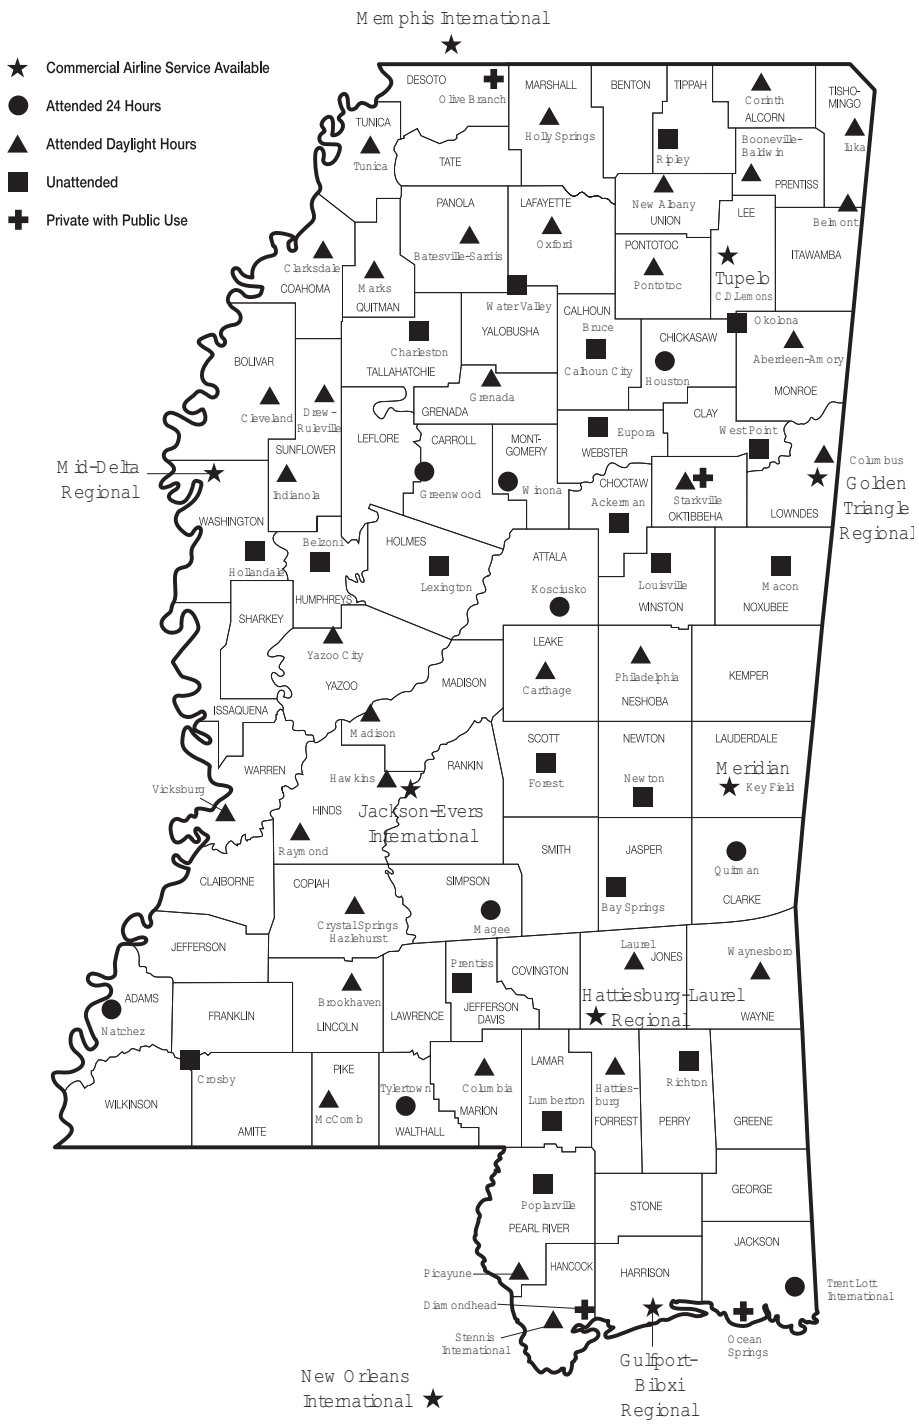 Memphis International
Commercial Airline Service Available
Attended 24 Hours
Attended Daylight Hours
Unattended
Private with Public Use
DESOTO
Olive Branch
MARSHALL
Holly Springs
BENTON
TIPPAH
Ripley
Corinth
ALCORN
TISHO-
MINGO
Iuka
TUNICA
Tunica
TATE
Booneville-
Baldwin
PRENTISS
PANOLA
Batesville-Sardis
LAFAYETTE
Oxford
New Albany
UNION
LEE
Belmont
ITAWAMBA
Clarksdale
COAHOMA
Marks
QUITMAN
PONTOTOC
Pontotoc
Tupelo
C.D. Lemons
Water Valley
YALOBUSHA
CALHOUN
Bruce
Calhoun City
CHICKASAW
Houston
Okolona
Aberdeen-Amory
MONROE
BOLIVAR
Cleveland
Charleston
TALLAHATCHIE
Drew-
Ruleville
SUNFLOWER
Indianola
LEFLORE
Grenada
GRENADA
CARROLL
Greenwood
MONT-
GOMERY
Winona
Eupora
WEBSTER
CLAY
West Point
CHOCTAW
Ackerman
Starkville
OKTIBBEHA
Columbus
Golden
Triangle
Regional
LOWNDES
Mid-Delta
Regional
WASHINGTON
Hollandale
Belzoni
HUMPHREYS
HOLMES
Lexington
ATTALA
Kosciusko
Louisville
WINSTON
Macon
NOXUBEE
SHARKEY
Yazoo City
YAZOO
ISSAQUENA
MADISON
Madison
LEAKE
Carthage
Philadelphia
NESHOBA
KEMPER
WARREN
Vicksburg
Hawkins
HINDS
Raymond
Jackson-Evers
International
RANKIN
SCOTT
Forest
NEWTON
Newton
LAUDERDALE
Meridian
Key Field
CLAIBORNE
COPIAH
Crystal Springs
Hazlehurst
SIMPSON
Magee
SMITH
JASPER
Bay Springs
Quitman
CLARKE
JEFFERSON
ADAMS
Natchez
FRANKLIN
Brookhaven
LINCOLN
LAWRENCE
Prentiss
JEFFERSON
DAVIS
COVINGTON
Laurel
JONES
Hattiesburg-Laurel
Regional
Waynesboro
WAYNE
WILKINSON
Crosby
AMITE
PIKE
McComb
Tylertown
WALTHALL
Columbia
MARION
LAMAR
Lumberton
Hatties-
burg
FORREST
Richton
PERRY
GREENE
Poplarville
PEARL RIVER
STONE
GEORGE
JACKSON
Picayune
HANCOCK
HARRISON
Trent Lott
International
Diamondhead
Stennis
International
Ocean
Springs
Gulfport-
Biloxi
Regional
New Orleans
International